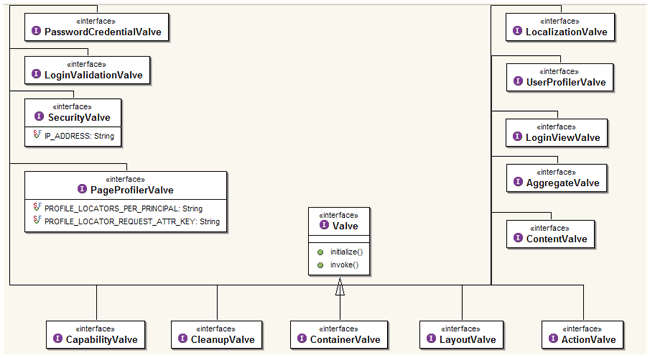 «interface»
PasswordCredentialValve
«interface»
LoginValidationValve
«interface»
SecurityValve
IP_ADDRESS: String
«interface»
PageProfilerValve
PROFILE_LOCATORS_PER_PRINCIPAL: String
PROFILE_LOCATOR_REQUEST_ATTR_KEY: String
«interface»
Valve
initialize()
invoke()
«interface»
LocalizationValve
«interface»
UserProfilerValve
«interface»
LoginViewValve
«interface»
AggregateValve
«interface»
ContentValve
«interface»
CapabilityValve
«interface»
CleanupValve
«interface»
ContainerValve
«interface»
LayoutValve
«interface»
ActionValve